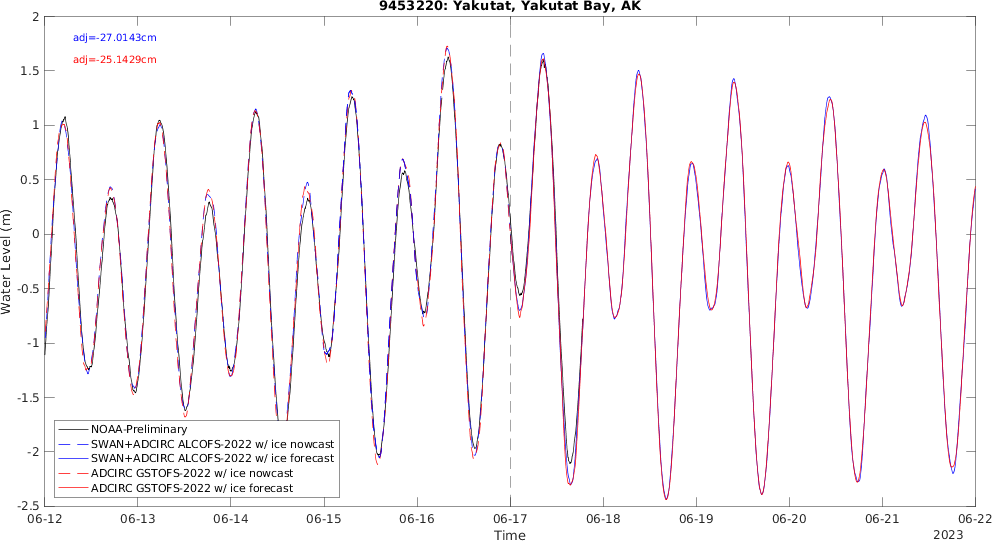 9453220: Yakutat, Yakutat Bay, AK
adj=-27.0143cm
adj=-25.1429cm
Water Level (m)
2
1.5
1
0.5
0
-0.5
-1
-1.5
-2
-2.5
NOAA-Preliminary
SWAN+ADCIRC ALCOFS-2022 w/ ice nowcast
SWAN+ADCIRC ALCOFS-2022 w/ ice forecast
ADCIRC GSTOFS-2022 w/ ice nowcast
ADCIRC GSTOFS-2022 w/ ice forecast
06-12 06-13 06-14 06-15 06-16 06-17 06-18 06-19 06-20 06-21 06-22
Time
2023